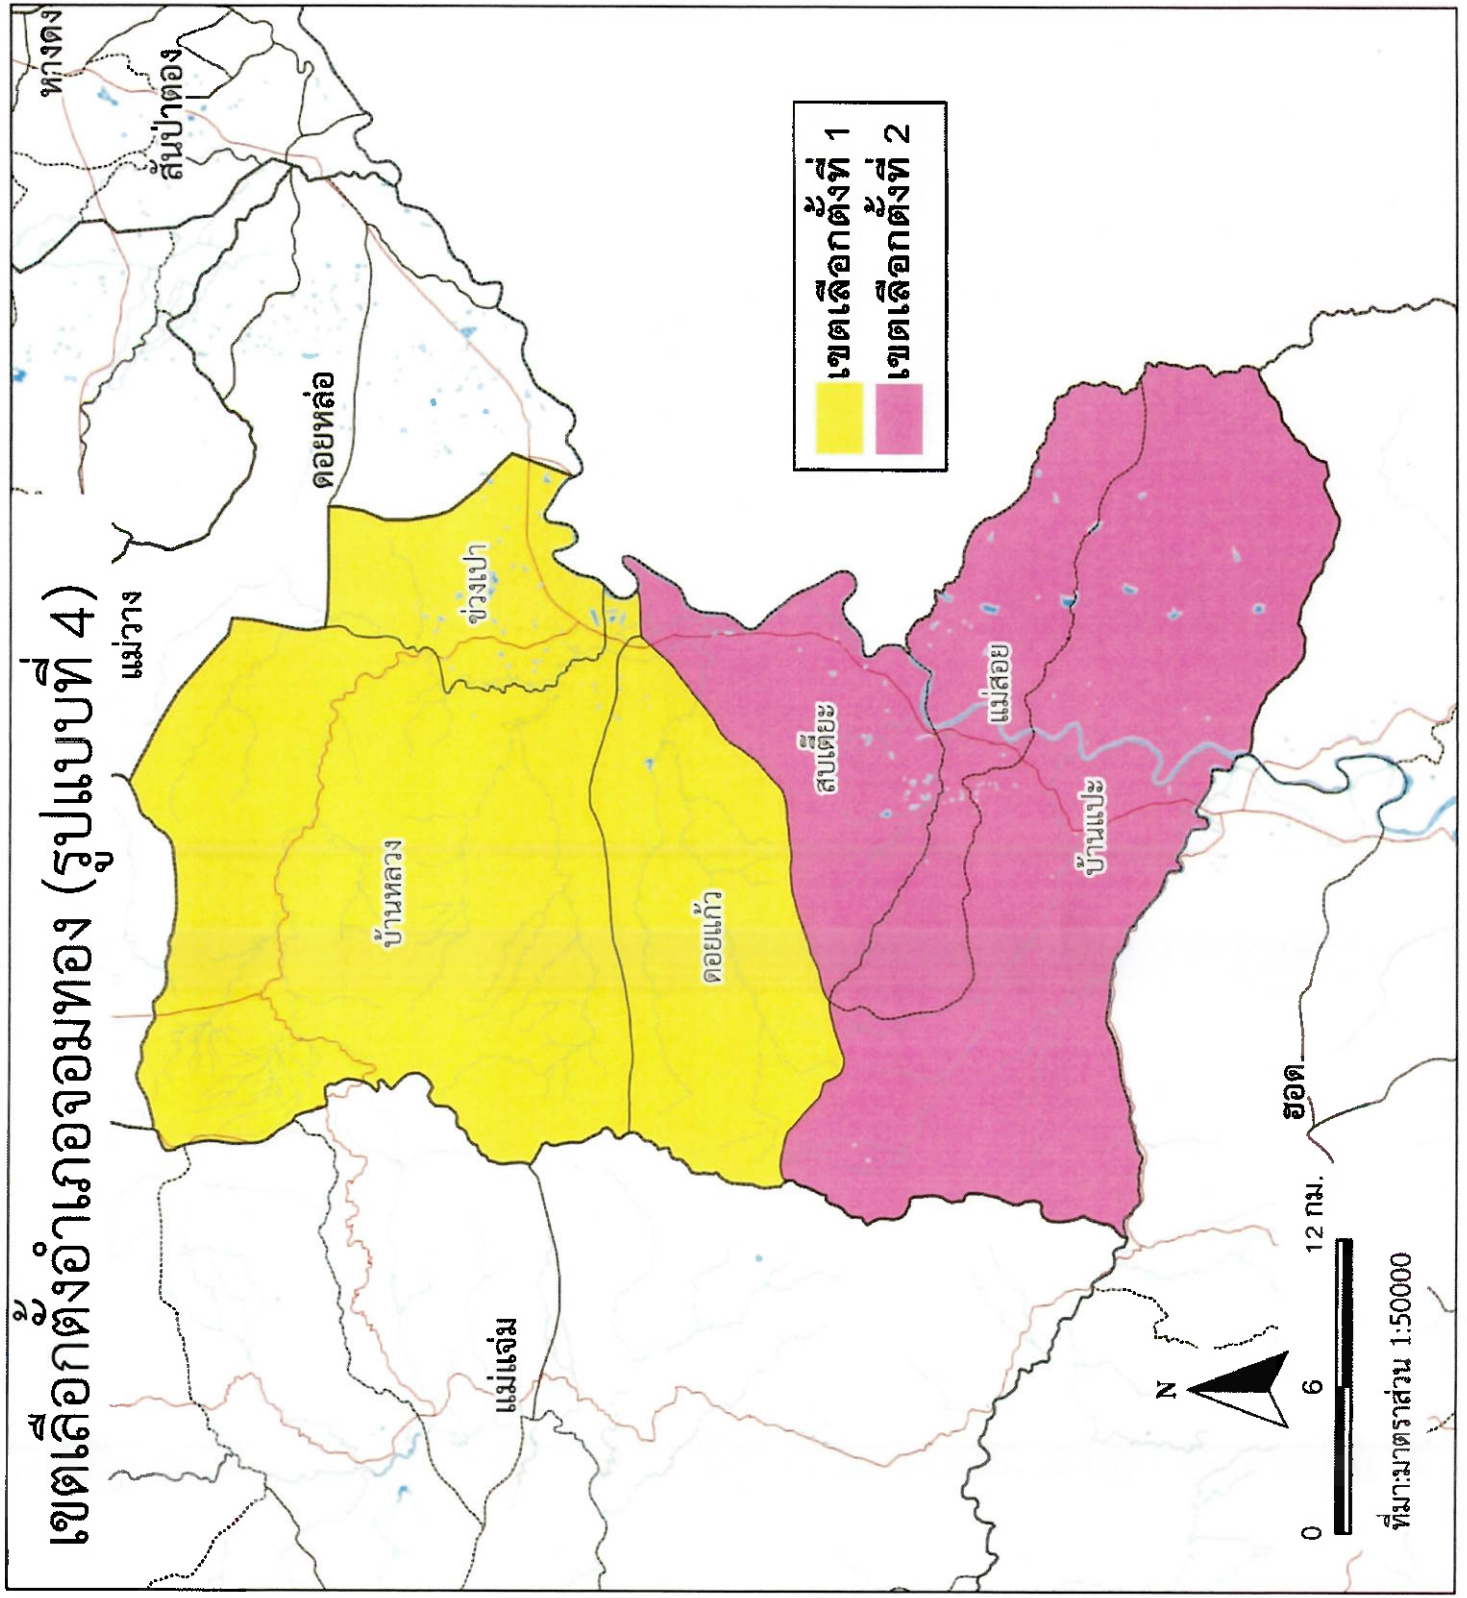 เขตเลือกตั้งอำเภอจอมทอง (รูปแบบที่ 4)
แม่วาง
หางดง
สันป่าตอง
ดอยหล่อ
ช่วงเปา
บ้านหลวง
ดอยแก้ว
สบเตี๊ยะ
แม่สอย
บ้านแปะ
แม่แจ่ม
ฮอด
เขตเลือกตั้งที่ 1
เขตเลือกตั้งที่ 2
N
0 6 12 กม.
ที่มา:มาตราส่วน 1:50000